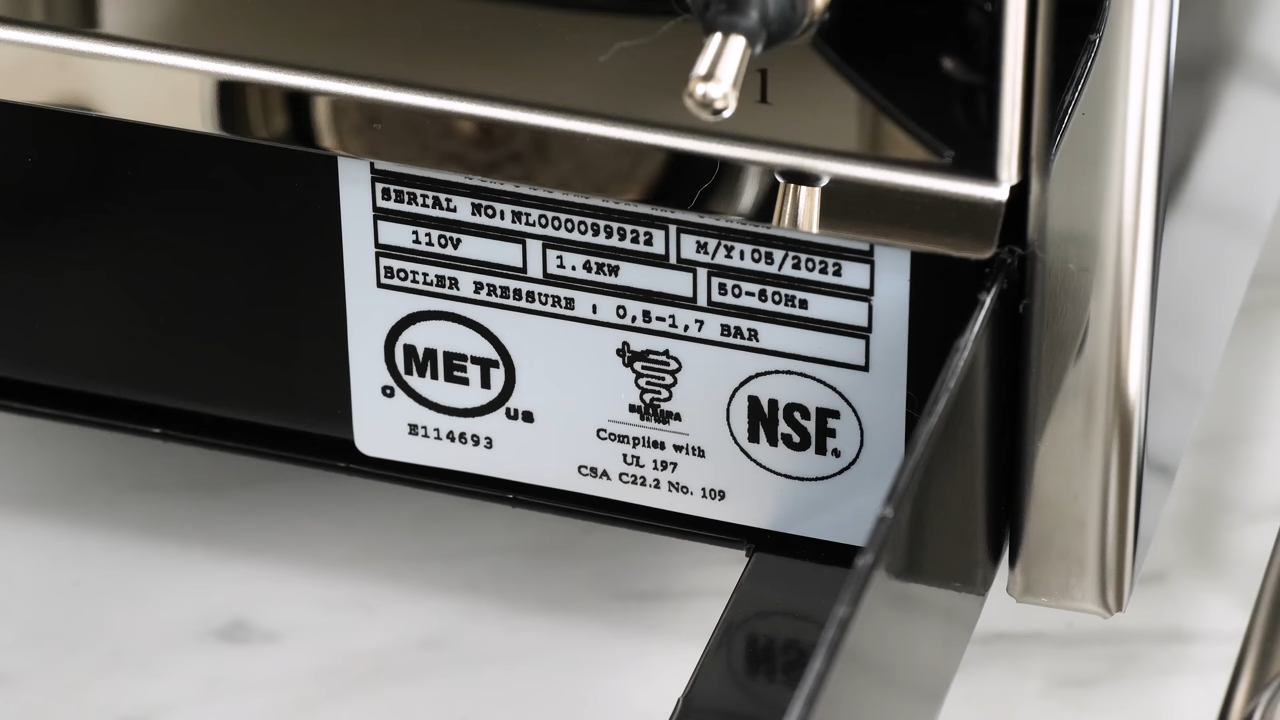 1
SERIAL NO:NL000099922 M/Y:05/2022
110V 1.4KW 50-60Hz
BOILER PRESSURE : 0,5-1,7 BAR
MET
C US
E114693
Complies with
UL 197
CSA C22.2 No. 109
NSF